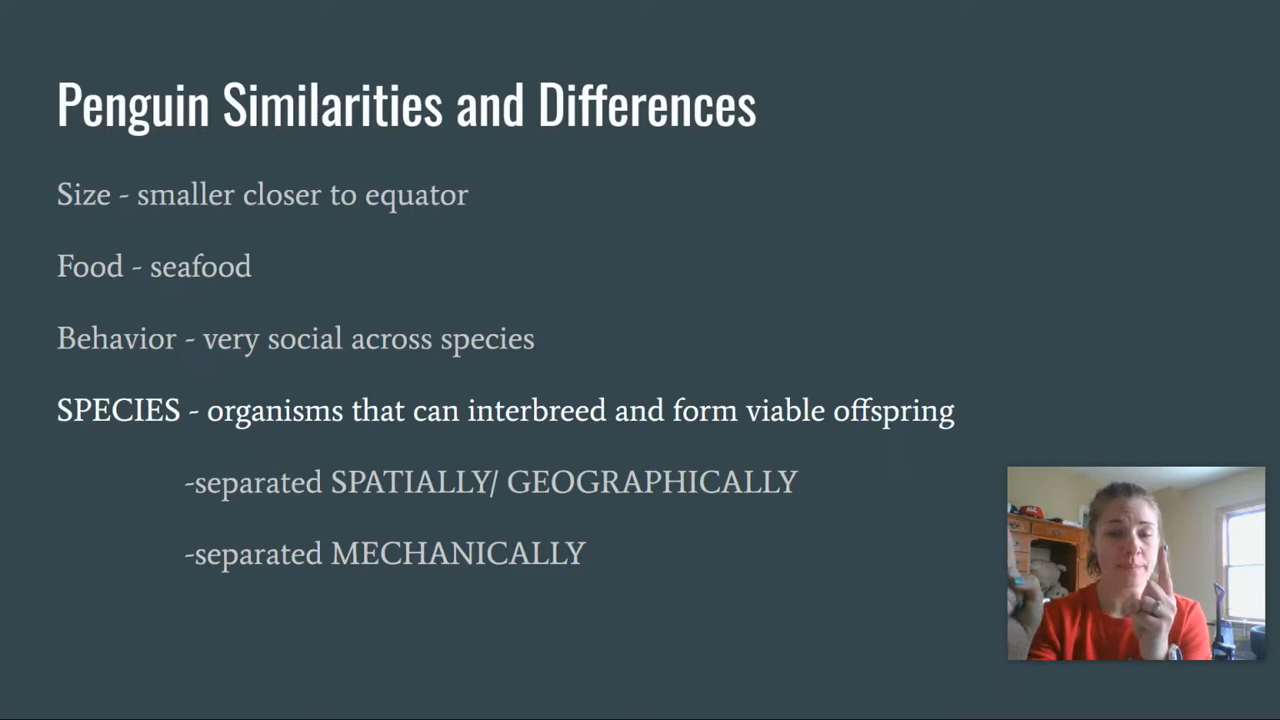 Penguin Similarities and Differences
Size - smaller closer to equator
Food - seafood
Behavior - very social across species
SPECIES - organisms that can interbreed and form viable offspring
-separated SPATIALLY/ GEOGRAPHICALLY
-separated MECHANICALLY